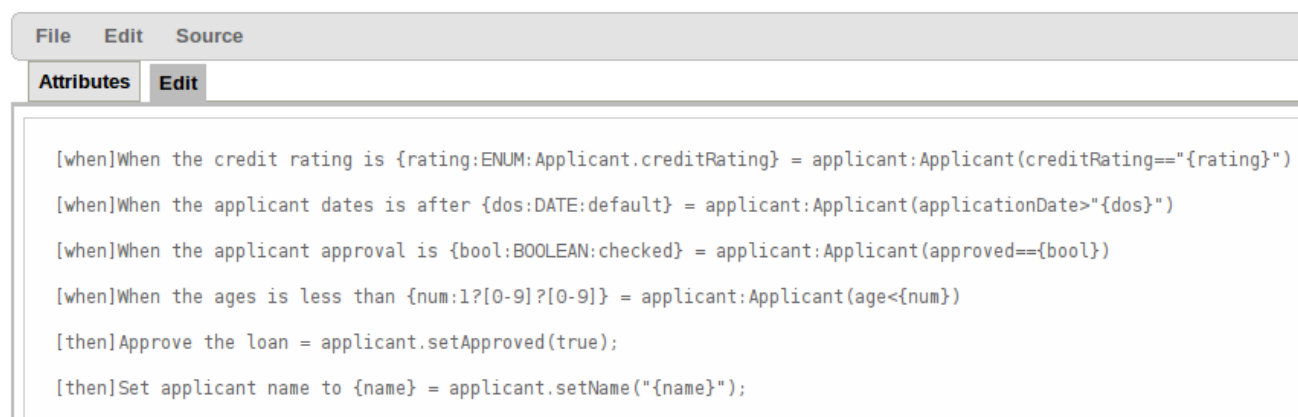 File Edit Source
Attributes Edit
[when]When the credit rating is {rating:ENUM:Applicant.creditRating} = applicant:Applicant(creditRating=="{rating}")
[when]When the applicant dates is after {dos:DATE:default} = applicant:Applicant(applicationDate>"{dos}")
[when]When the applicant approval is {bool:BOOLEAN:checked} = applicant:Applicant(approved=={bool})
[when]When the ages is less than {num:1?[0-9]?[0-9]} = applicant:Applicant(age<{num})
[then]Approve the loan = applicant.setApproved(true);
[then]Set applicant name to {name} = applicant.setName("{name}");